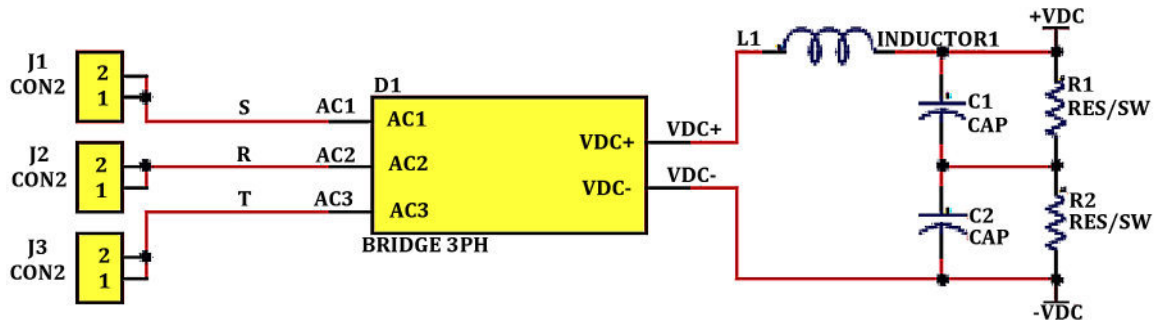 J1
CON2
2
1
J2
CON2
2
1
J3
CON2
2
1
S
R
T
AC1
AC2
AC3
D1
AC1
AC2
AC3
VDC+
VDC-
BRIDGE 3PH
VDC+
VDC-
L1
INDUCTOR1
+VDC
C1
CAP
R1
RES/SW
C2
CAP
R2
RES/SW
-VDC